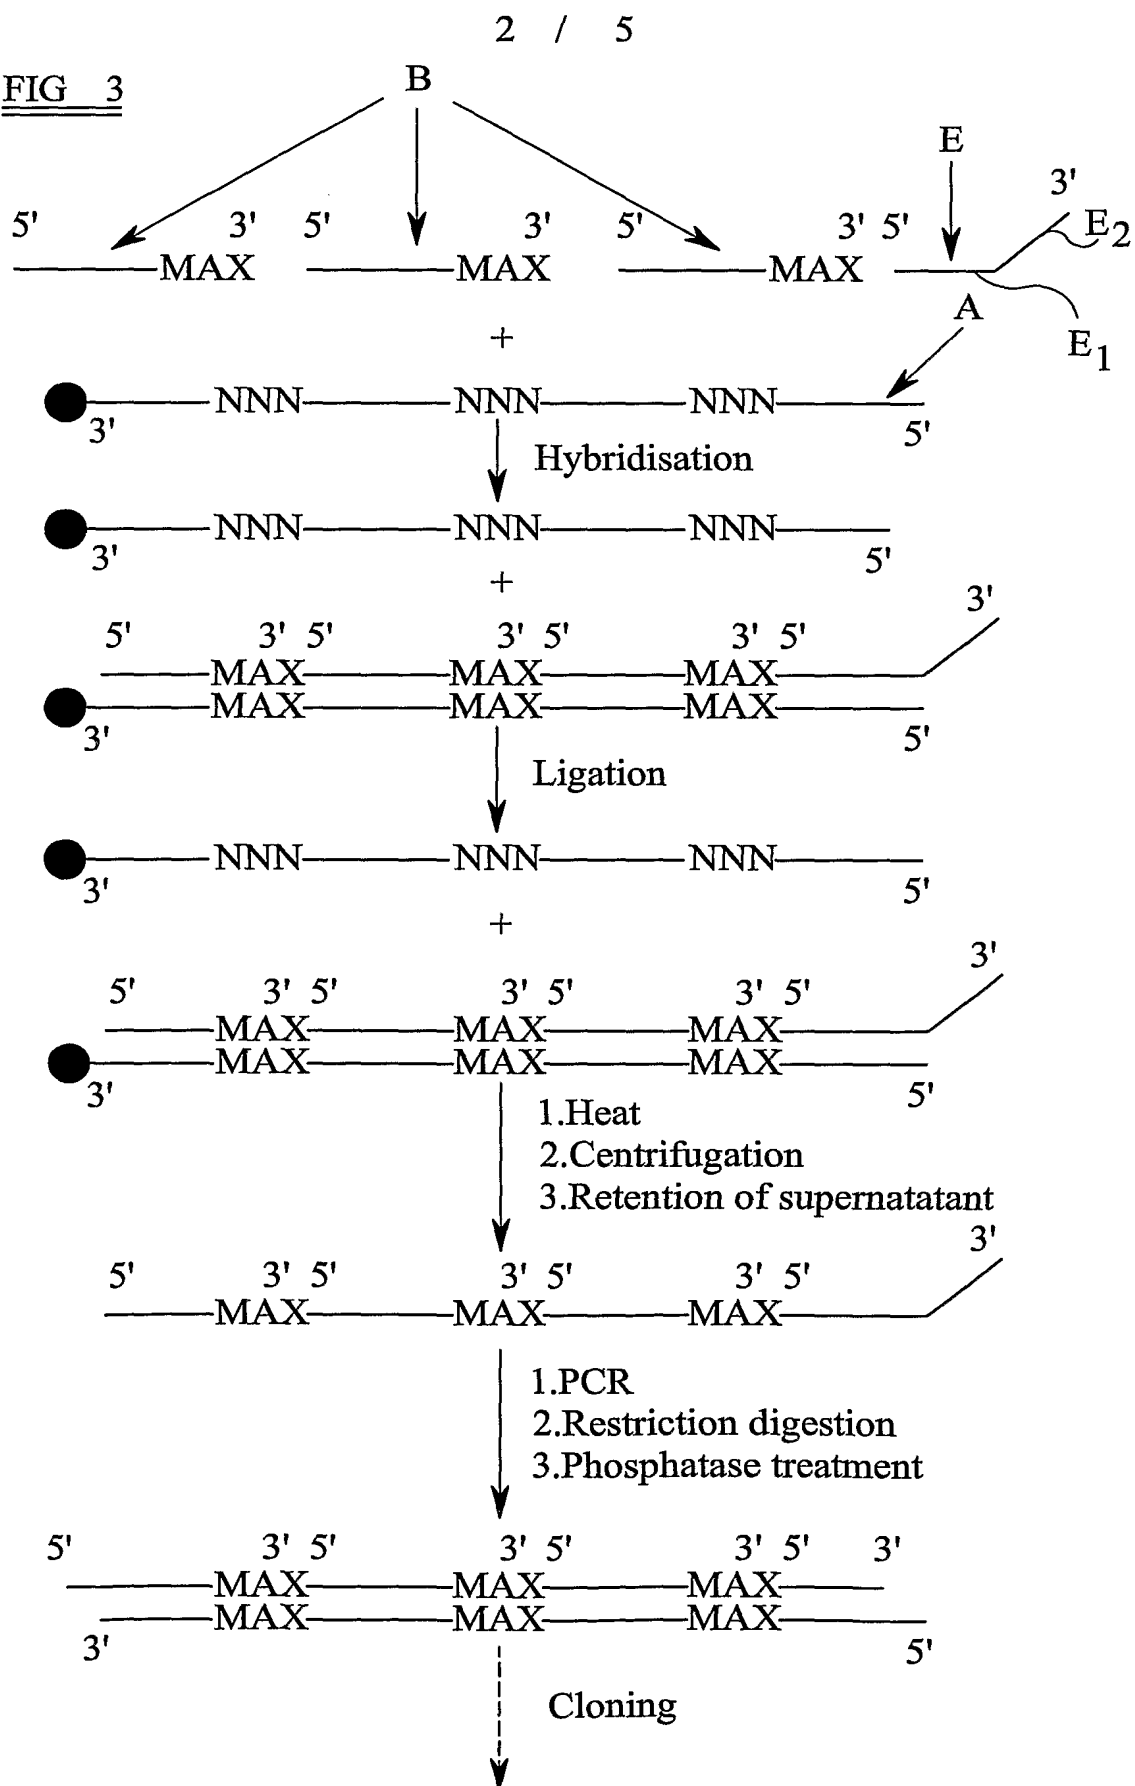 2 / 5
FIG 3
B
E
3'
5' 3' 5' 3' 5' 3' 5' E2
MAX MAX MAX
A
+
E1
NNN NNN NNN
3' 5'
Hybridisation
NNN NNN NNN
3' 5'
+
3'
5' 3' 5' 3' 5' 3' 5'
MAX MAX MAX
MAX MAX MAX
3' 5'
Ligation
NNN NNN NNN
3' 5'
+
3'
5' 3' 5' 3' 5' 3' 5'
MAX MAX MAX
MAX MAX MAX
3' 5'
1.Heat
2.Centrifugation
3.Retention of supernatatant
3'
5' 3' 5' 3' 5' 3' 5'
MAX MAX MAX
1.PCR
2.Restriction digestion
3.Phosphatase treatment
5' 3' 5' 3' 5' 3' 5' 3'
MAX MAX MAX
MAX MAX MAX
3' 5'
Cloning